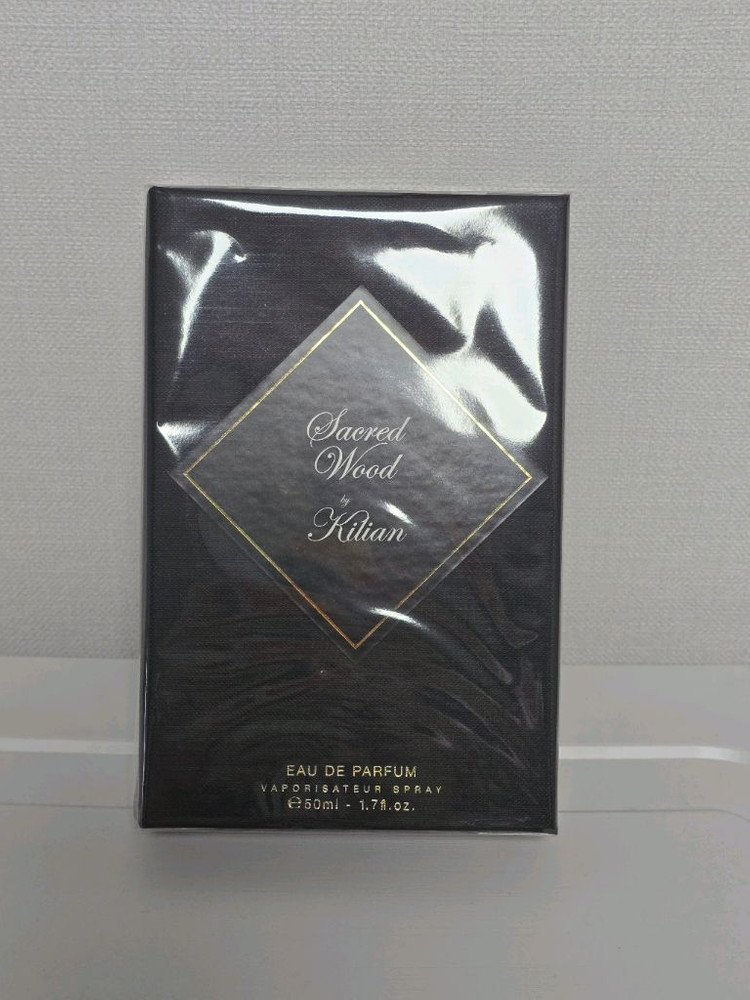 Sacred
Wood
by
Kilian
EAU DE PARFUM
VAPORISATEUR SPRAY
℮50ml - 1.7fl.oz.